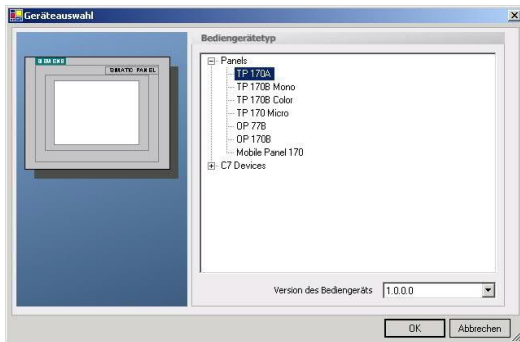 Geräteauswahl
Bediengerätetyp
SIEMENS
SIMATIC PANEL
Panels
TP 170A
TP 170B Mono
TP 170B Color
TP 170 Micro
OP 77B
OP 170B
Mobile Panel 170
C7 Devices
Version des Bediengeräts 1.0.0.0
OK Abbrechen